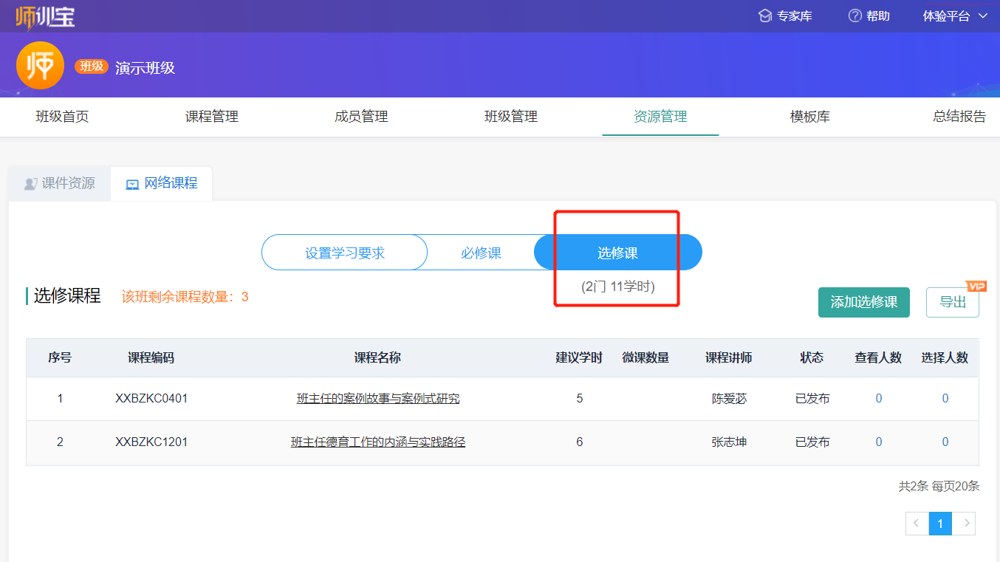 师训宝
专家库 帮助 体验平台
师 班级 演示班级
班级首页 课程管理 成员管理 班级管理 资源管理 模板库 总结报告
课件资源 网络课程
设置学习要求 必修课 选修课
(2门 11学时)
选修课程 该班剩余课程数量：3
添加选修课 导出 VIP
序号 课程编码 课程名称 建议学时 微课数量 课程讲师 状态 查看人数 选择人数
1 XXBZKC0401 班主任的案例故事与案例式研究 5 陈爱苾 已发布 0 0
2 XXBZKC1201 班主任德育工作的内涵与实践路径 6 张志坤 已发布 0 0
共2条 每页20条
1